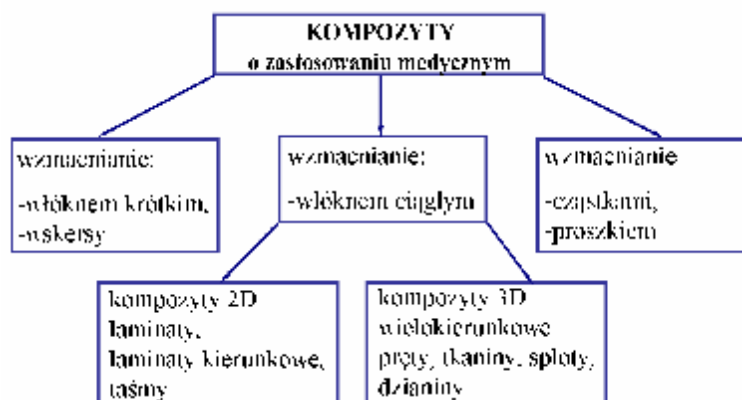 KOMPOZYTY
o zastosowaniu medycznym
wzmacnianie:
-włóknem krótkim,
-wskersy
wzmacnianie:
-włóknem ciągłym
wzmacnianie
-cząstkami,
-proszkiem
kompozyty 2D
laminaty,
laminaty kierunkowe,
taśmy
kompozyty 3D
wielokierunkowe
pręty, tkaniny, sploty,
dzianiny